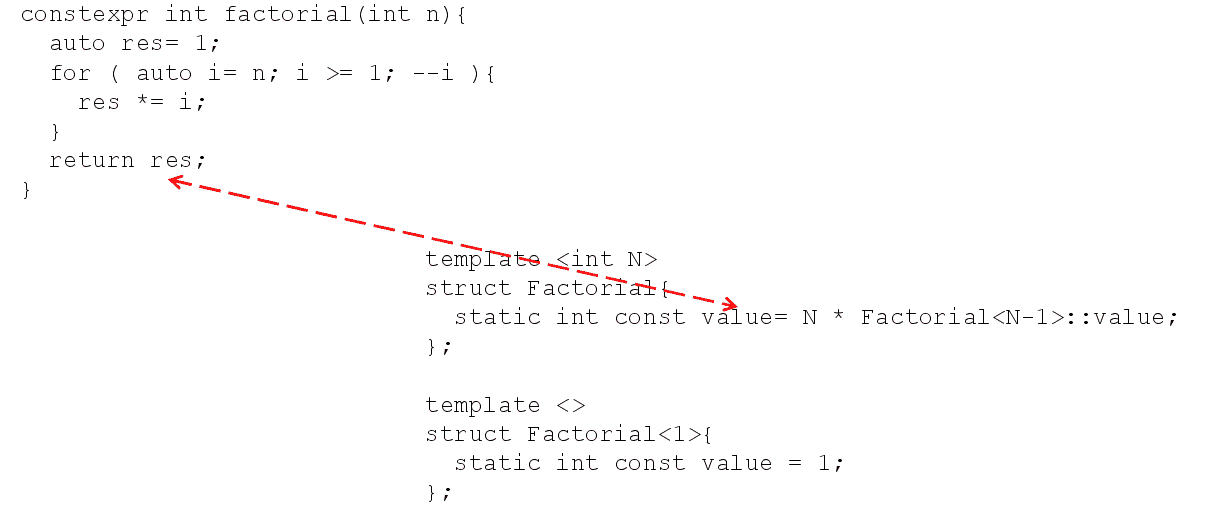 constexpr int factorial(int n){
  auto res= 1;
  for ( auto i= n; i >= 1; --i ){
    res *= i;
  }
  return res;
}
template <int N>
struct Factorial{
  static int const value= N * Factorial<N-1>::value;
};
template <>
struct Factorial<1>{
  static int const value = 1;
};